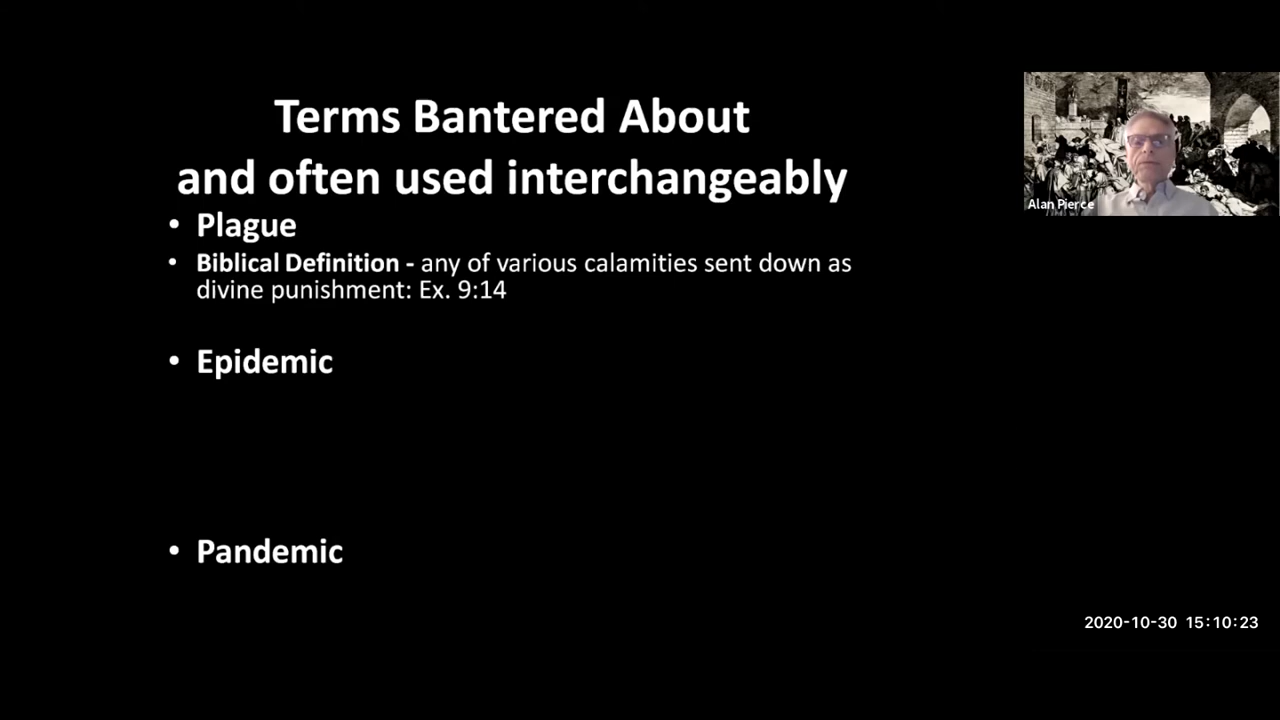 Terms Bantered About
and often used interchangeably
• Plague
• Biblical Definition - any of various calamities sent down as
divine punishment: Ex. 9:14
• Epidemic
• Pandemic
Alan Pierce
2020-10-30 15:10:23